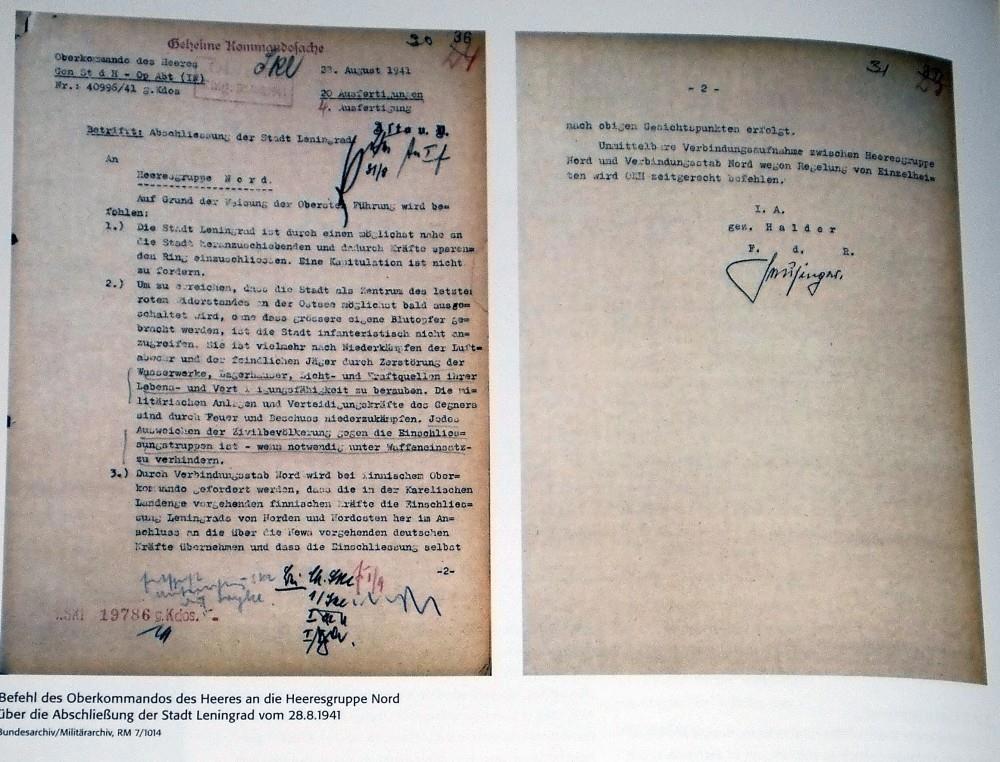 Geheime Kommandosache
30 36
Oberkommando des Heeres
Gen St d H - Op Abt (IN)
Nr.: 40996/41 g.Kdos
SKL
28. August 1941
20 Ausfertigungen
4. Ausfertigung
Betrifft: Abschliessung der Stadt Leningrad
31/8
An
Heeresgruppe Nord.
Auf Grund der Weisung der Obersten Führung wird be=
fohlen:
1.) Die Stadt Leningrad ist durch einen möglichst nahe an
die Stadt heranzuschiebenden und dadurch Kräfte sparen=
den Ring einzuschliessen. Eine Kapitulation ist nicht
zu fordern.
2.) Um zu erreichen, dass die Stadt als Zentrum des letzten
roten Widerstandes an der Ostsee möglichst bald ausge=
schaltet wird, ohne dass grössere eigene Blutopfer ge=
bracht werden, ist die Stadt infanteristisch nicht an=
zugreifen. Sie ist vielmehr nach Niederkämpfen der Luft=
abwehr und der feindlichen Jäger durch Zerstörung der
Wasserwerke, Lagerhäuser, Licht- und Kraftquellen ihrer
Lebens- und Verteidigungsfähigkeit zu berauben. Die mi=
litärischen Anlagen und Verteidigungskräfte des Gegners
sind durch Feuer und Beschuss niederzukämpfen. Jedes
Ausweichen der Zivilbevölkerung gegen die Einschlies=
sungstruppen ist - wenn notwendig unter Waffeneinsatz-
zu verhindern.
3.) Durch Verbindungsstab Nord wird bei finnischen Ober=
kommando gefordert werden, dass die in der Karelischen
Landenge vorgehenden finnischen Kräfte die Einschlies=
sung Leningrads von Norden und Nordosten her im An=
schluss an die über die Newa vorgehenden deutschen
Kräfte übernehmen und dass die Einschliessung selbst
-2-
1/Skl
19786 g.Kdos.
31
- 2 -
nach obigen Gesichtspunkten erfolgt.
Unmittelbare Verbindungsaufnahme zwischen Heeresgruppe
Nord und Verbindungsstab Nord wegen Regelung von Einzelhei=
ten wird OKH zeitgerecht befehlen.
I. A.
gez. Halder
F. d. R.
Heusinger
Befehl des Oberkommandos des Heeres an die Heeresgruppe Nord
über die Abschließung der Stadt Leningrad vom 28.8.1941
Bundesarchiv/Militärarchiv, RM 7/1014